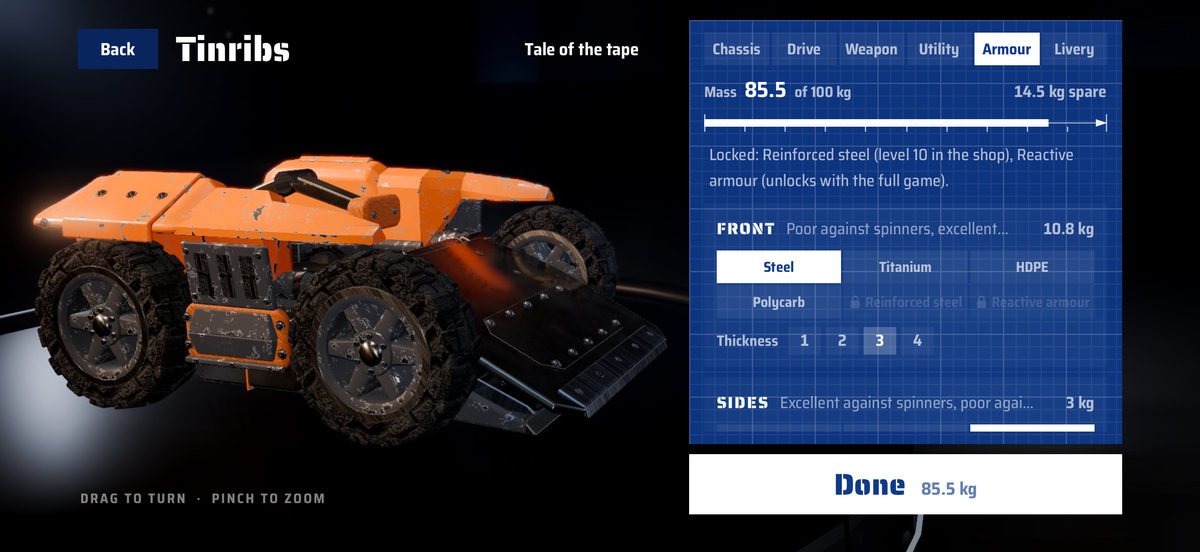 Back
Tinribs
Tale of the tape
Chassis
Drive
Weapon
Utility
Armour
Livery
Mass 85.5 of 100 kg
14.5 kg spare
Locked: Reinforced steel (level 10 in the shop), Reactive
armour (unlocks with the full game).
FRONT Poor against spinners, excellent... 10.8 kg
Steel
Titanium
HDPE
Polycarb
Reinforced steel
Reactive armour
Thickness 1 2 3 4
SIDES Excellent against spinners, poor agai... 3 kg
Done 85.5 kg
DRAG TO TURN · PINCH TO ZOOM